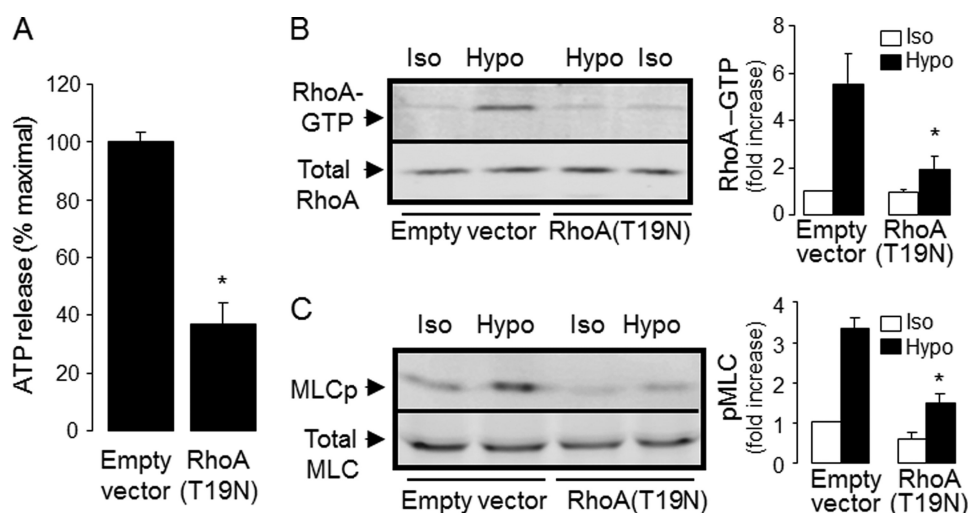 A
ATP release (% maximal)
120
100
80
60
40
20
0
*
Empty
vector
RhoA
(T19N)
B
Iso Hypo Hypo Iso
RhoA-
GTP
Total
RhoA
Empty vector RhoA(T19N)
RhoA–GTP
(fold increase)
8
6
4
2
0
Iso
Hypo
*
Empty
vector
RhoA
(T19N)
C
Iso Hypo Iso Hypo
MLCp
Total
MLC
Empty vector RhoA(T19N)
pMLC
(fold increase)
4
3
2
1
0
Iso
Hypo
*
Empty
vector
RhoA
(T19N)